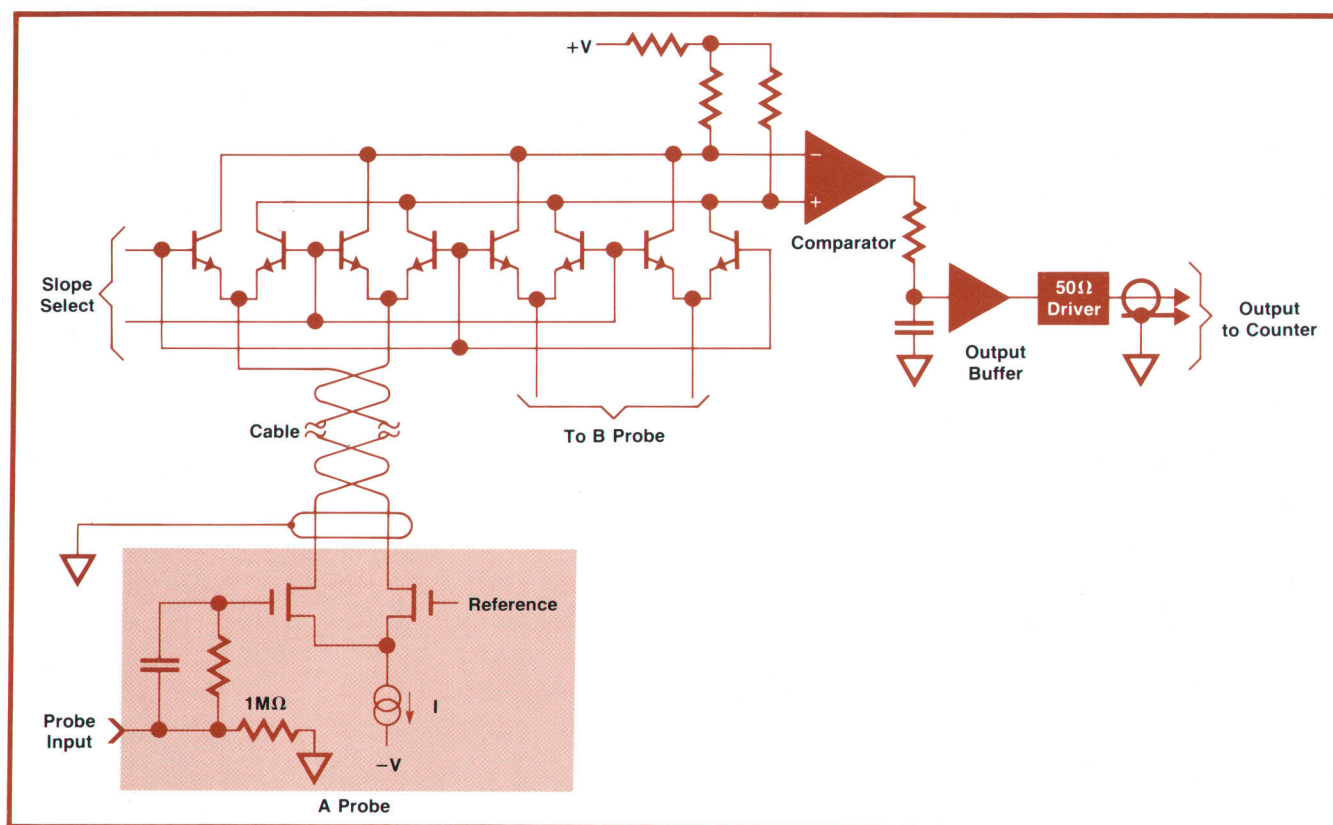 +V
−
+
Comparator
Slope
Select
50Ω
Driver
Output
to Counter
Output
Buffer
Cable
To B Probe
Reference
1MΩ
I
Probe
Input
−V
A Probe